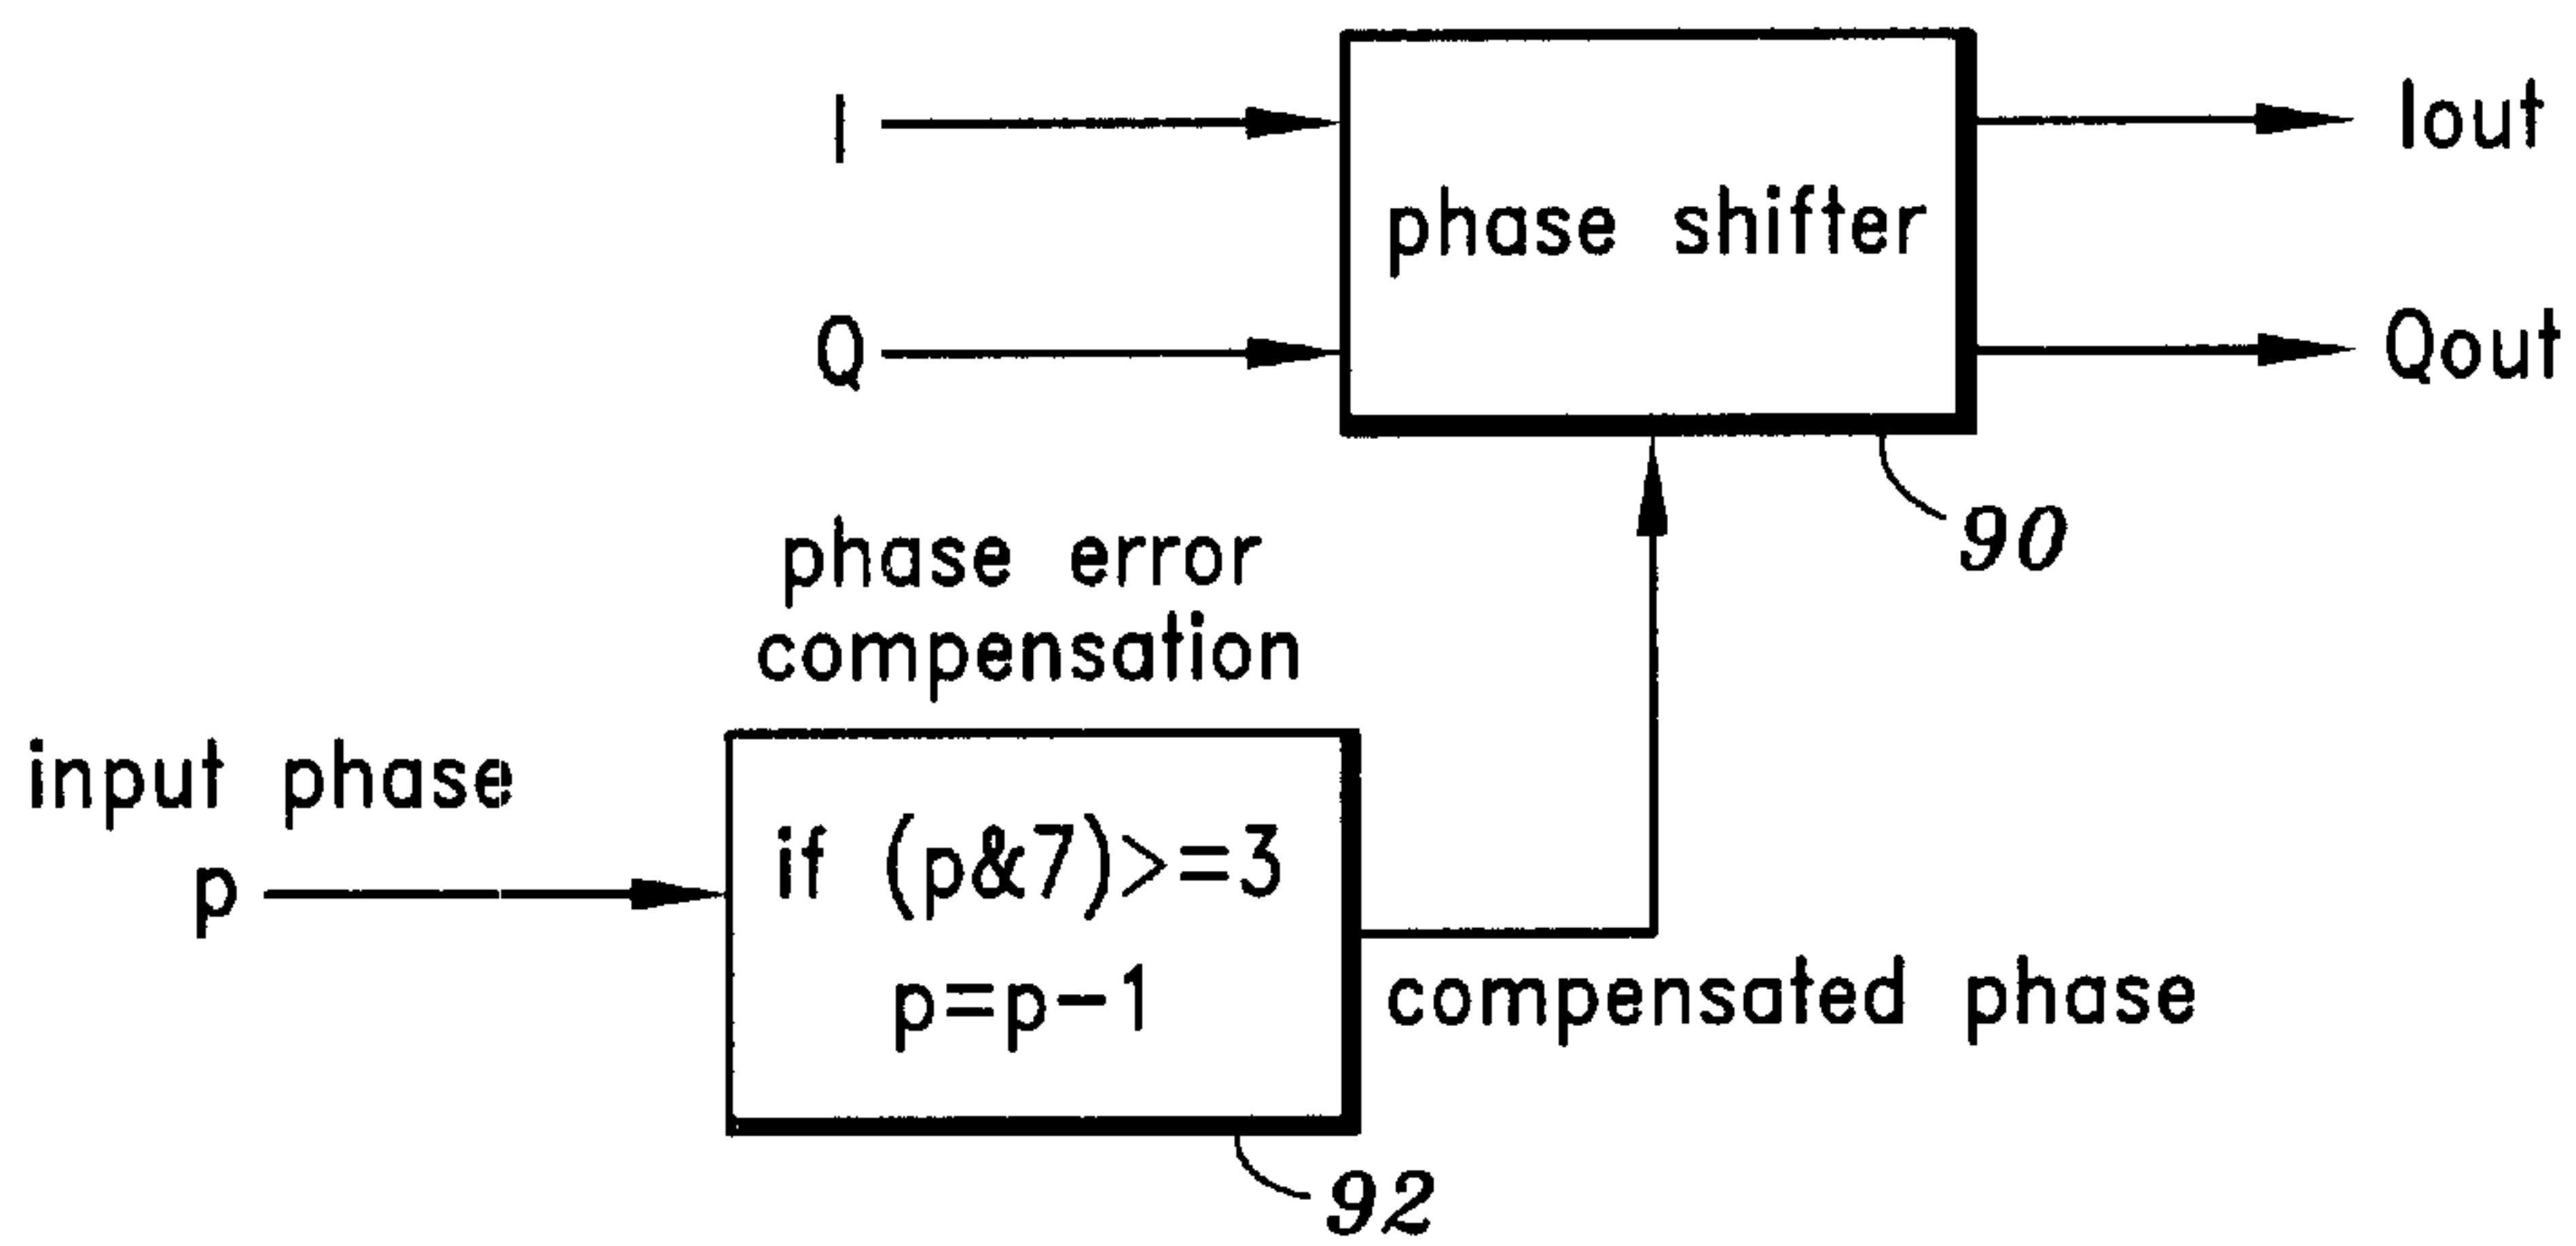 I
Iout
phase shifter
Q
Qout
90
phase error
compensation
input phase
p
if (p&7)>=3
p=p-1
compensated phase
92